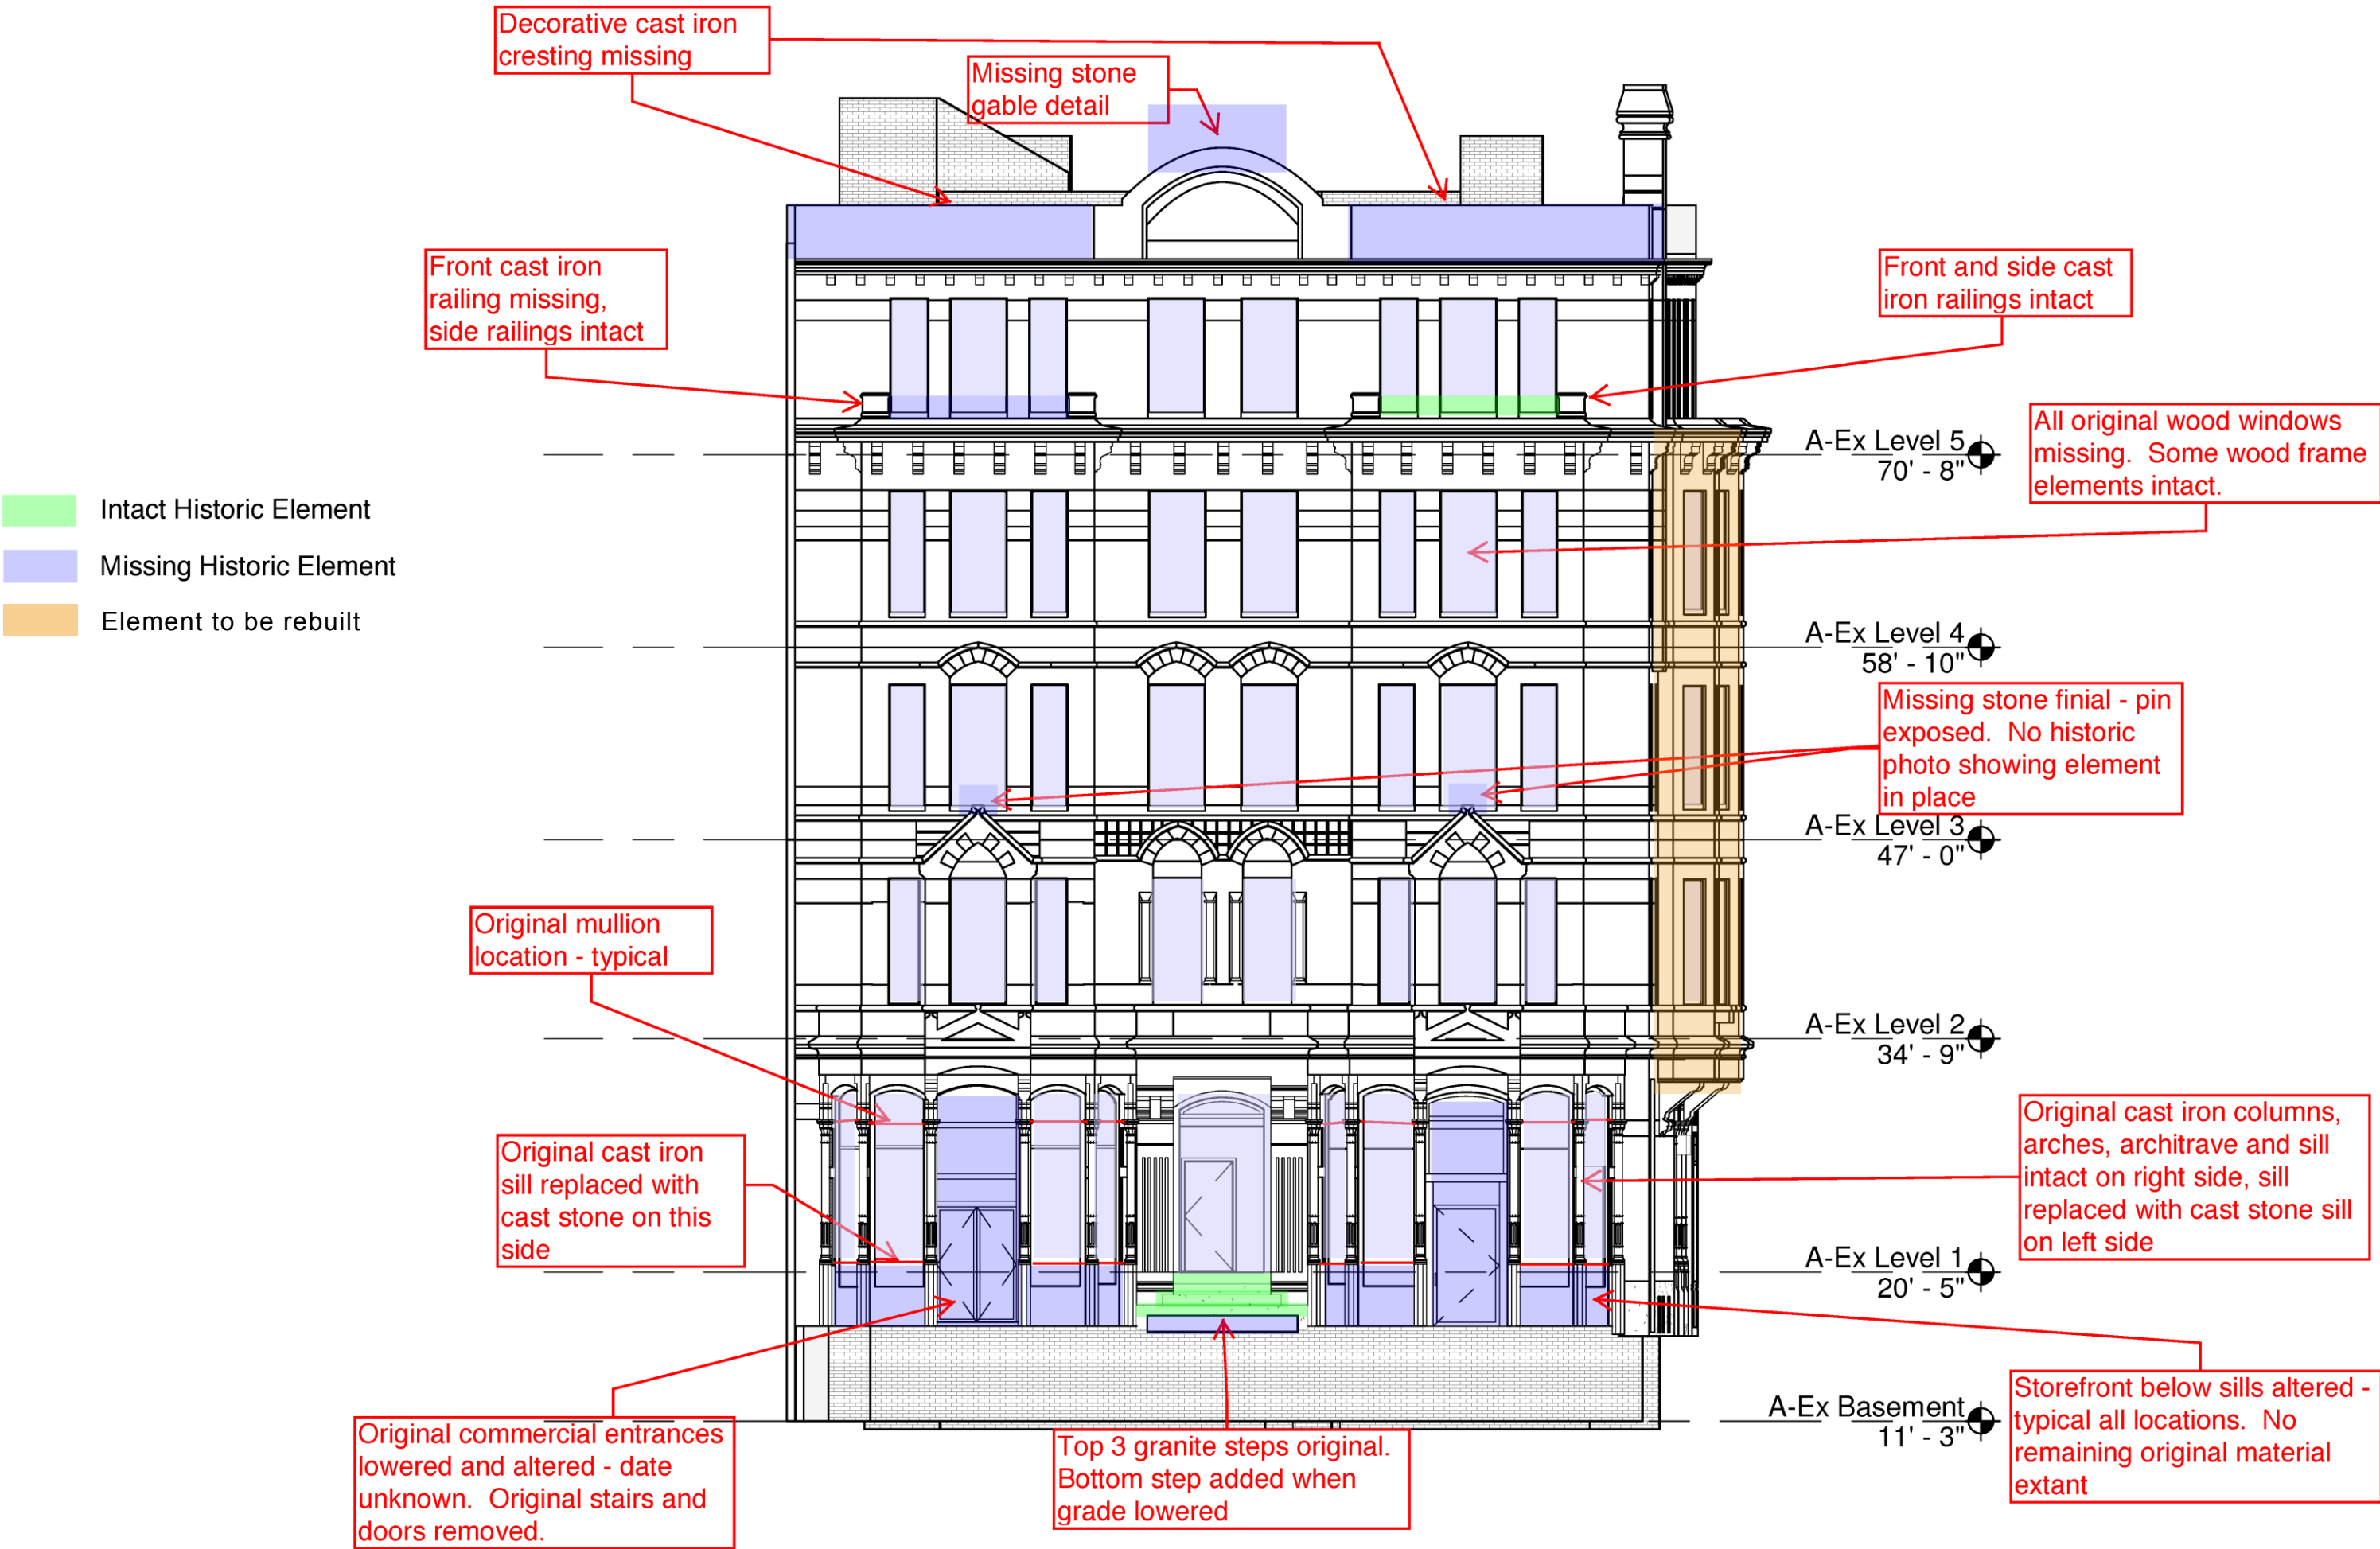 Decorative cast iron
cresting missing
Missing stone
gable detail
Front cast iron
railing missing,
side railings intact
Front and side cast
iron railings intact
All original wood windows
missing.  Some wood frame
elements intact.
A-Ex Level 5
70' - 8"
Intact Historic Element
Missing Historic Element
Element to be rebuilt
A-Ex Level 4
58' - 10"
Missing stone finial - pin
exposed.  No historic
photo showing element
in place
A-Ex Level 3
47' - 0"
Original mullion
location - typical
A-Ex Level 2
34' - 9"
Original cast iron
sill replaced with
cast stone on this
side
Original cast iron columns,
arches, architrave and sill
intact on right side, sill
replaced with cast stone sill
on left side
A-Ex Level 1
20' - 5"
Storefront below sills altered -
typical all locations.  No
remaining original material
extant
A-Ex Basement
11' - 3"
Original commercial entrances
lowered and altered - date
unknown.  Original stairs and
doors removed.
Top 3 granite steps original.
Bottom step added when
grade lowered